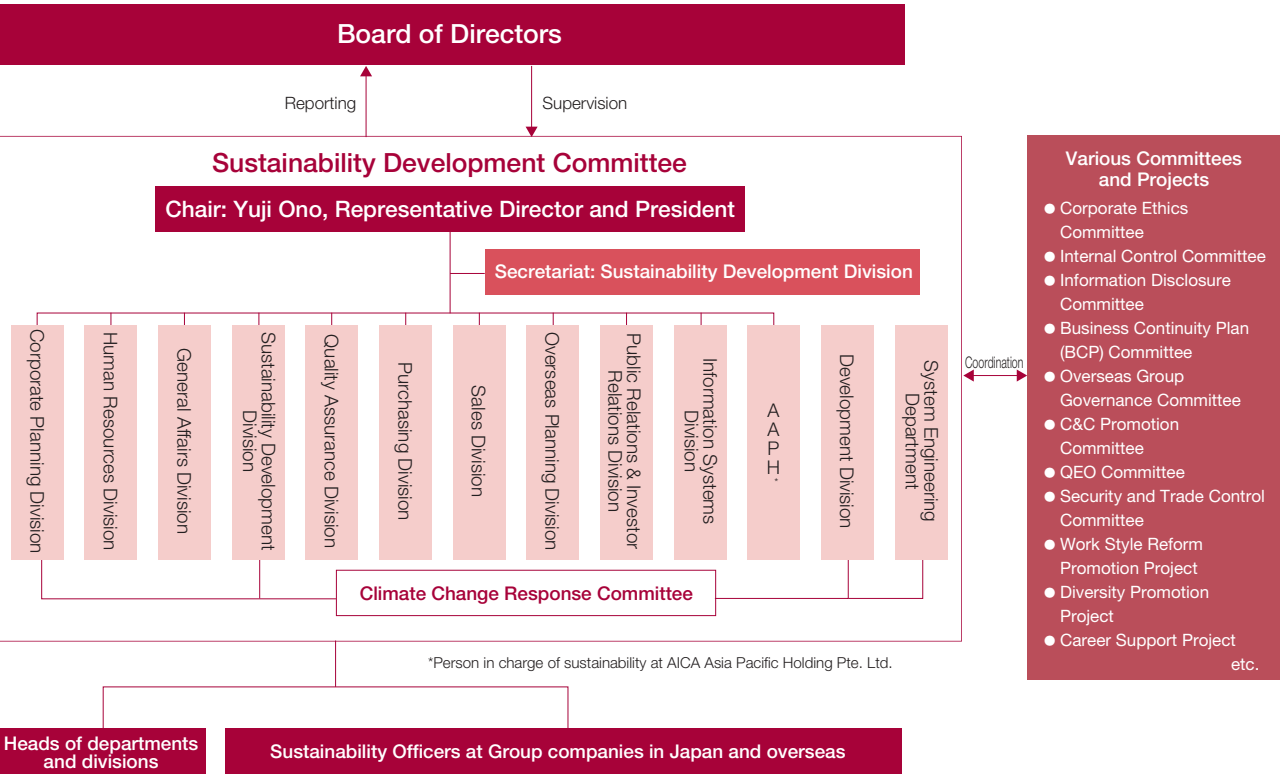 Board of Directors
Reporting
Supervision
Sustainability Development Committee
Chair: Yuji Ono, Representative Director and President
Secretariat: Sustainability Development Division
Corporate Planning Division
Human Resources Division
General Affairs Division
Sustainability Development
Division
Quality Assurance Division
Purchasing Division
Sales Division
Overseas Planning Division
Public Relations & Investor
Relations Division
Information Systems
Division
AAPH*
Development Division
System Engineering
Department
Climate Change Response Committee
*Person in charge of sustainability at AICA Asia Pacific Holding Pte. Ltd.
Heads of departments
and divisions
Sustainability Officers at Group companies in Japan and overseas
Coordination
Various Committees
and Projects
● Corporate Ethics
Committee
● Internal Control Committee
● Information Disclosure
Committee
● Business Continuity Plan
(BCP) Committee
● Overseas Group
Governance Committee
● C&C Promotion
Committee
● QEO Committee
● Security and Trade Control
Committee
● Work Style Reform
Promotion Project
● Diversity Promotion
Project
● Career Support Project
etc.